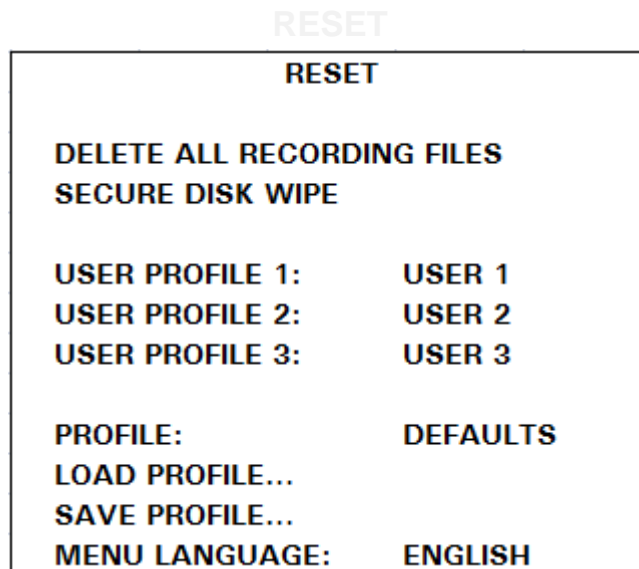 RESET
RESET
DELETE ALL RECORDING FILES
SECURE DISK WIPE
USER PROFILE 1: USER 1
USER PROFILE 2: USER 2
USER PROFILE 3: USER 3
PROFILE: DEFAULTS
LOAD PROFILE...
SAVE PROFILE...
MENU LANGUAGE: ENGLISH